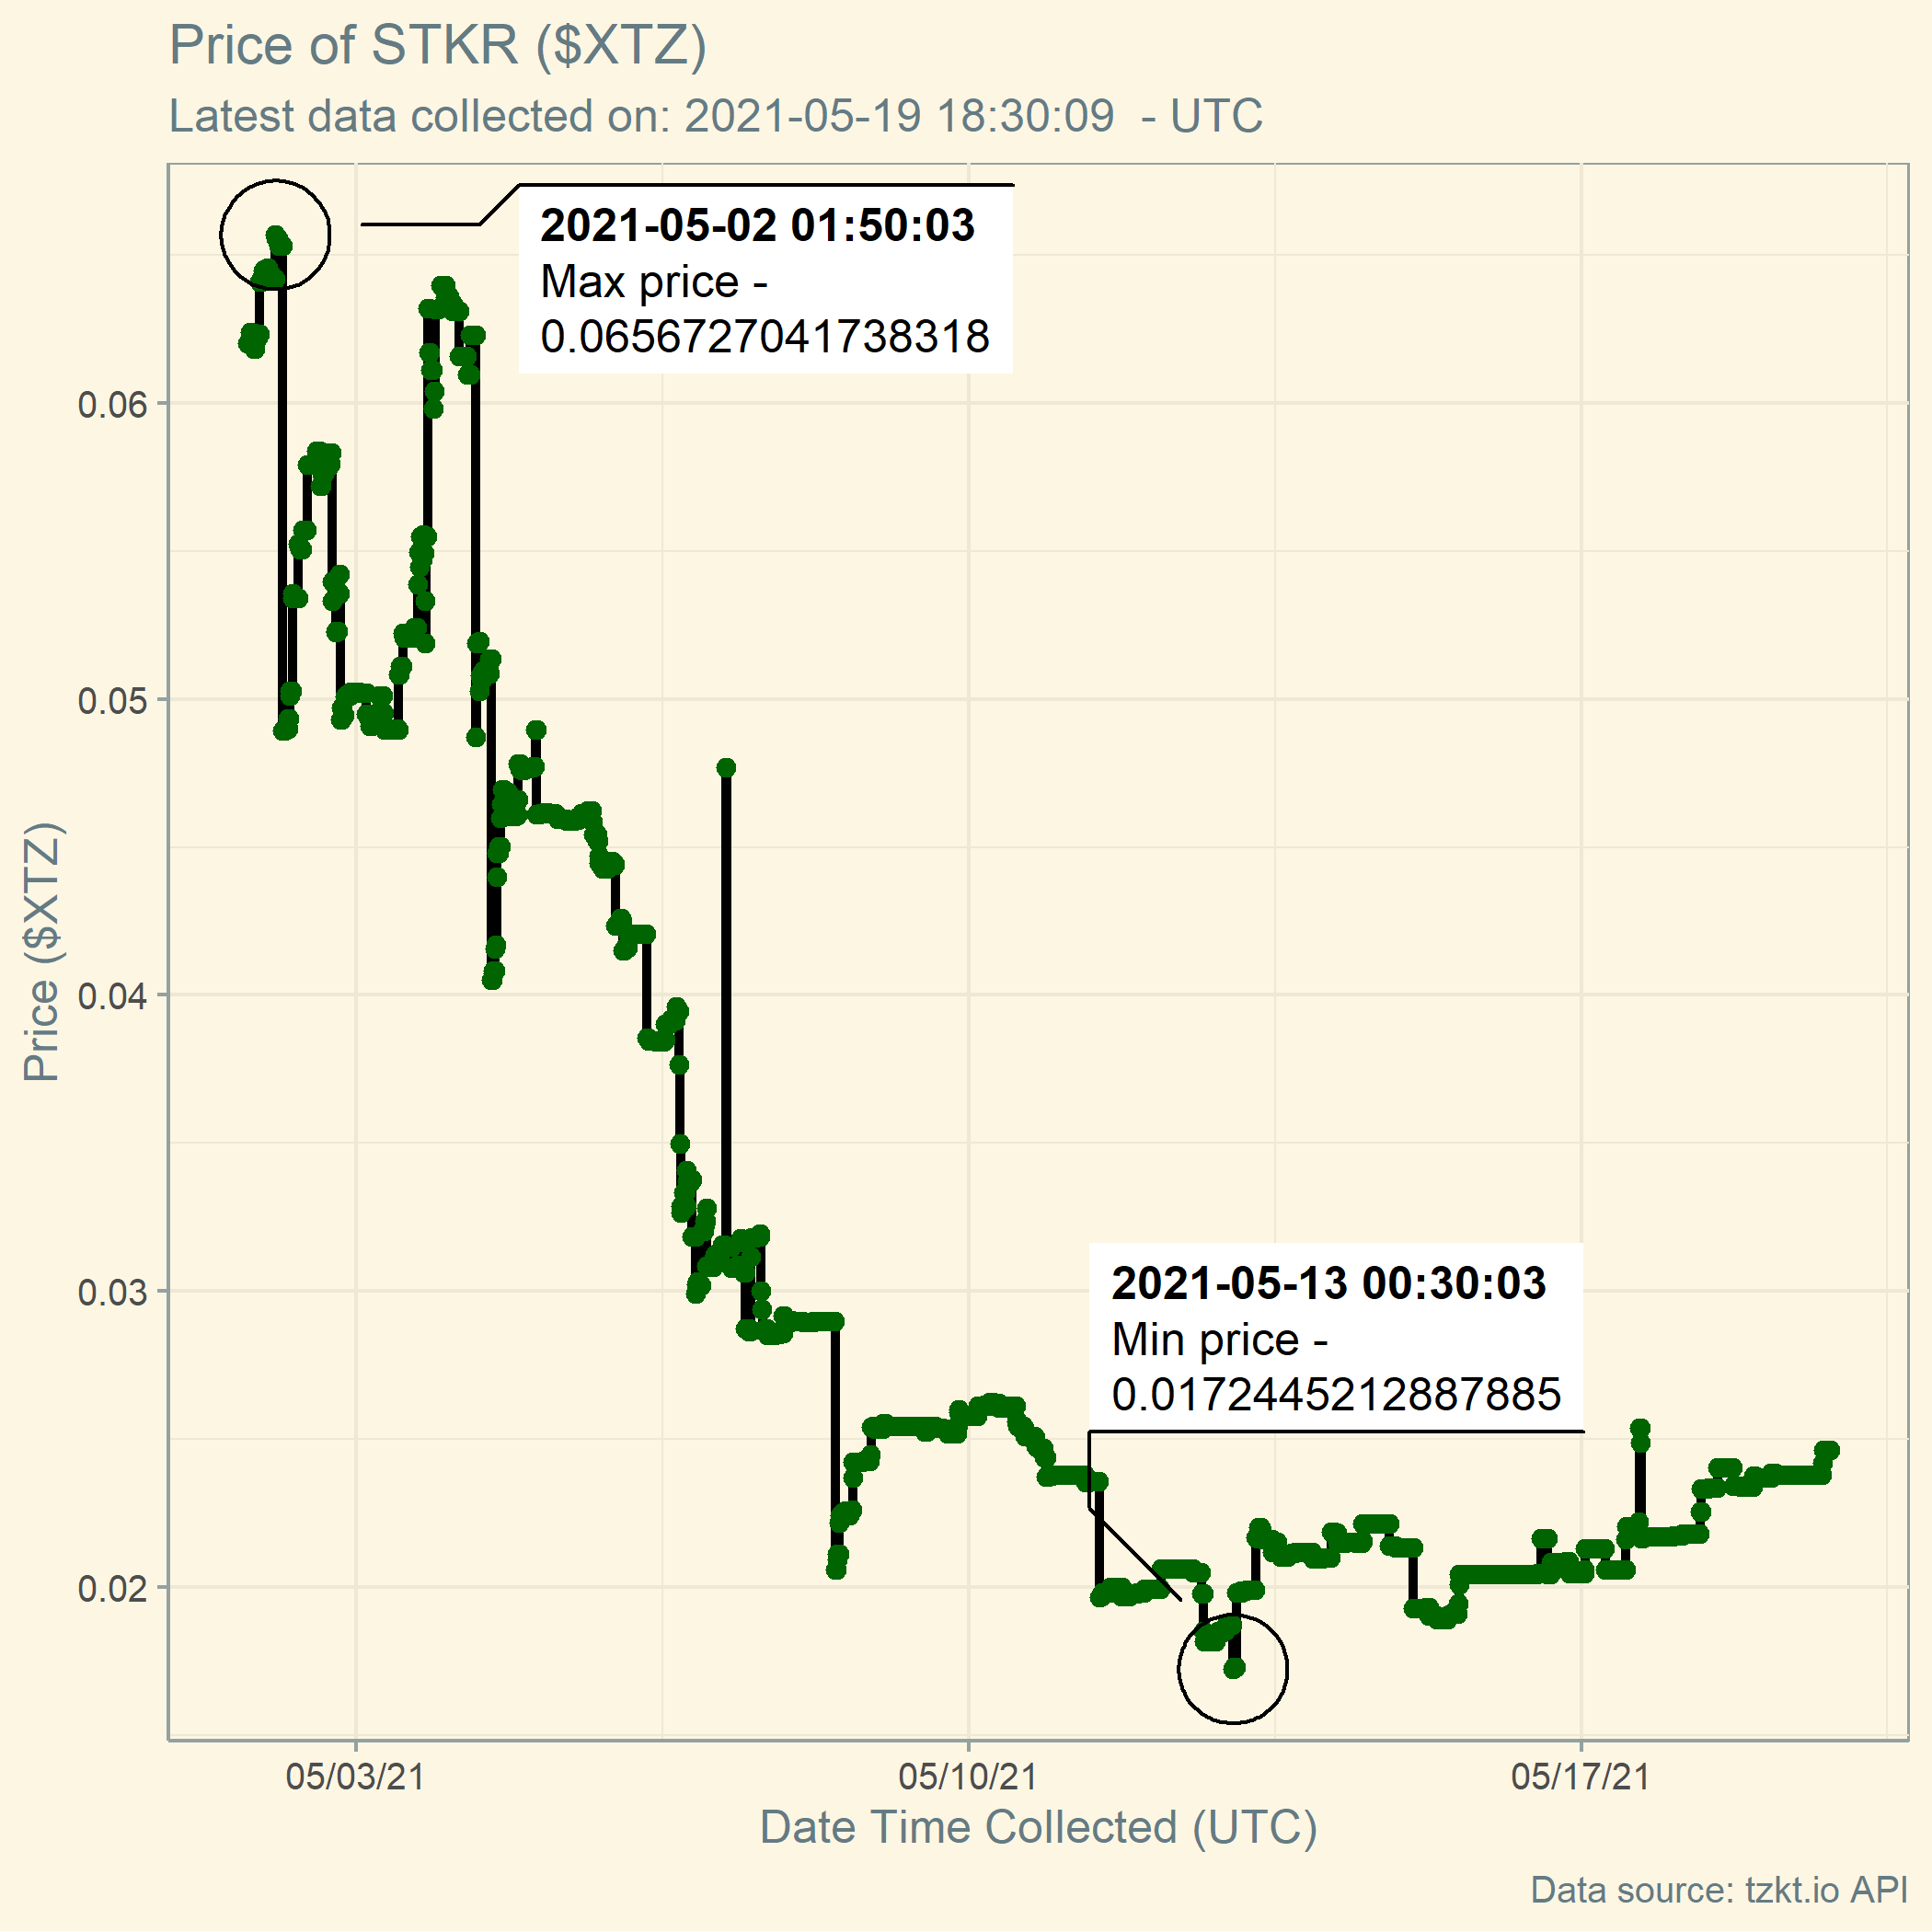 Price of STKR ($XTZ)
Latest data collected on: 2021-05-19 18:30:09  - UTC
2021-05-02 01:50:03
Max price -
0.0656727041738318
0.06
0.05
0.04
0.03
0.02
Price ($XTZ)
2021-05-13 00:30:03
Min price -
0.0172445212887885
05/03/21
05/10/21
05/17/21
Date Time Collected (UTC)
Data source: tzkt.io API